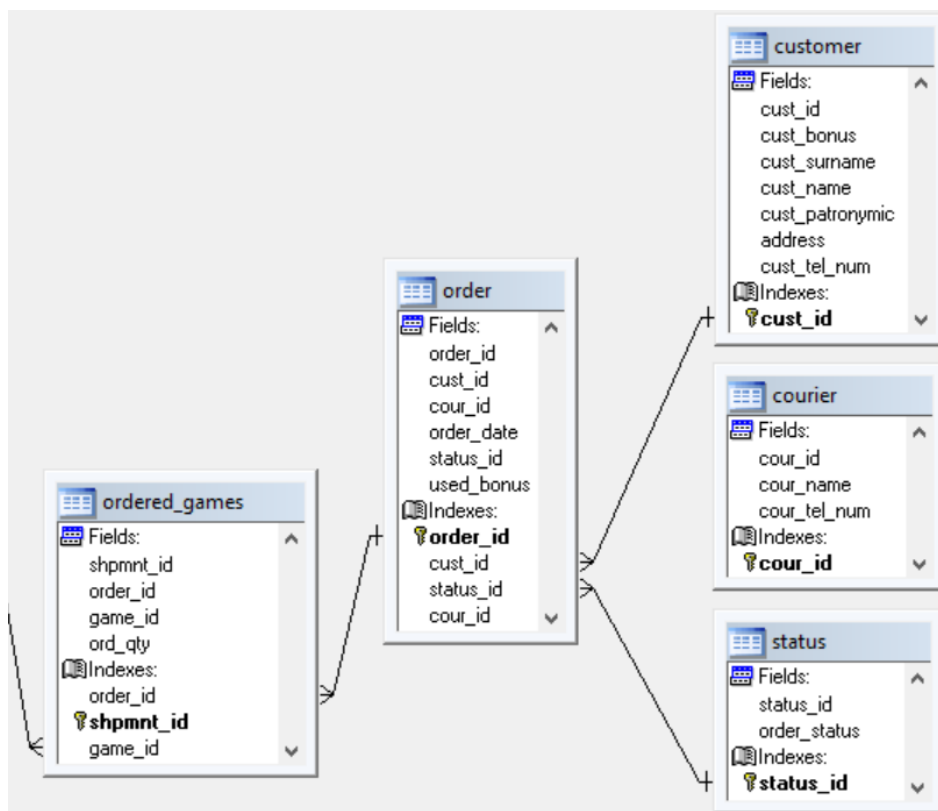 customer
Fields:
cust_id
cust_bonus
cust_surname
cust_name
cust_patronymic
address
cust_tel_num
Indexes:
cust_id
order
Fields:
order_id
cust_id
cour_id
order_date
status_id
used_bonus
Indexes:
order_id
cust_id
status_id
cour_id
courier
Fields:
cour_id
cour_name
cour_tel_num
Indexes:
cour_id
ordered_games
Fields:
shpmnt_id
order_id
game_id
ord_qty
Indexes:
order_id
shpmnt_id
game_id
status
Fields:
status_id
order_status
Indexes:
status_id